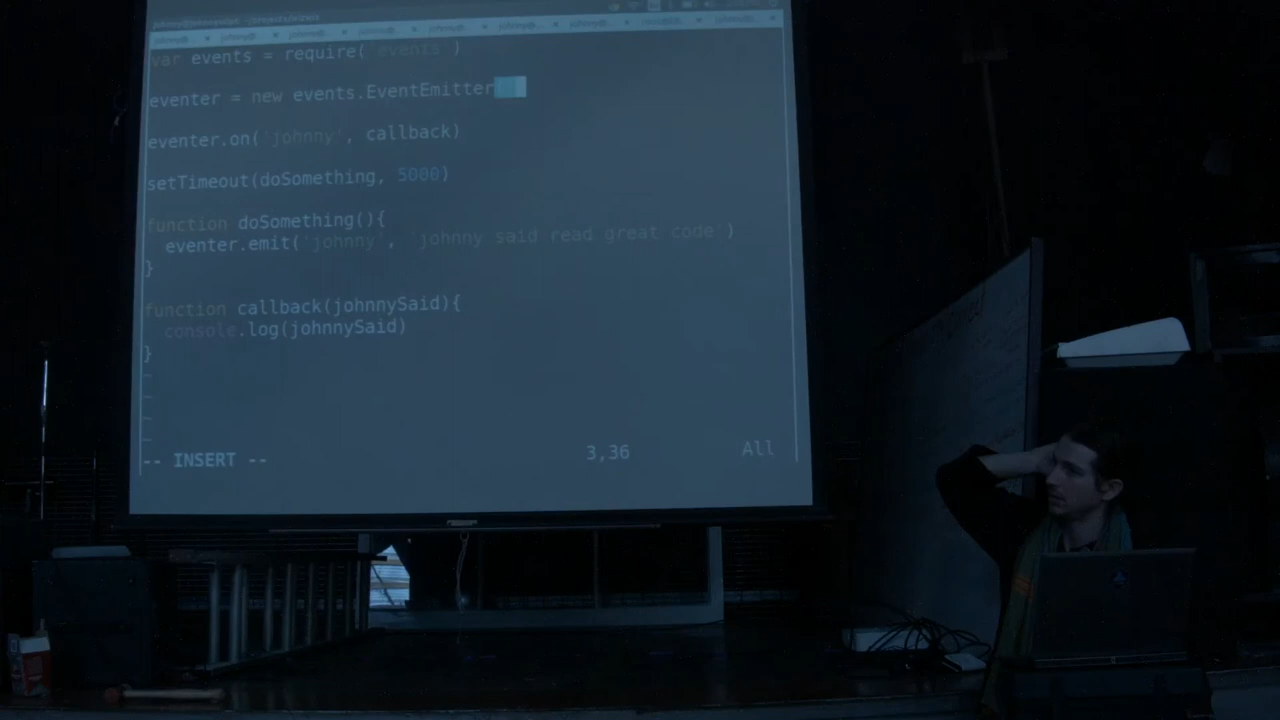 var events = require('events')
eventer = new events.EventEmitter()
eventer.on('johnny', callback)
setTimeout(doSomething, 5000)
function doSomething(){
eventer.emit('johnny', 'johnny said read great code')
}
function callback(johnnySaid){
console.log(johnnySaid)
}
~
~
~
~
-- INSERT --
3,36
All